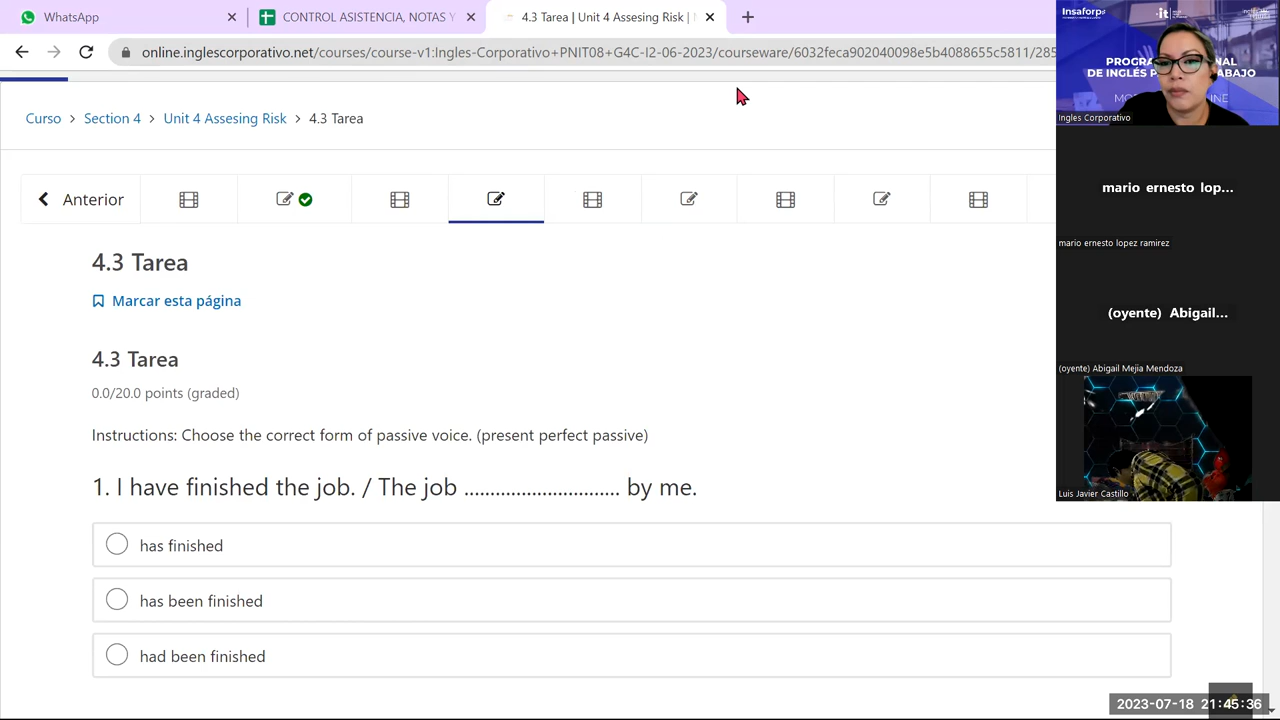 WhatsApp
CONTROL ASISTENCIA NOTAS Y
4.3 Tarea | Unit 4 Assesing Risk |
online.inglescorporativo.net/courses/course-v1:Ingles-Corporativo+INIT08+G4C-I2-06-2023/courseware/6032feca902040098e5b4088655c5811/285
Curso > Section 4 > Unit 4 Assesing Risk > 4.3 Tarea
Anterior
4.3 Tarea
Marcar esta página
4.3 Tarea
0.0/20.0 points (graded)
Instructions: Choose the correct form of passive voice. (present perfect passive)
1. I have finished the job. / The job .............................. by me.
has finished
has been finished
had been finished
Insaforp
Ingles Corporativo
mario ernesto lop...
mario ernesto lopez ramirez
(oyente) Abigail...
(oyente) Abigail Mejia Mendoza
Luis Javier Castillo
2023-07-18 21:45:36